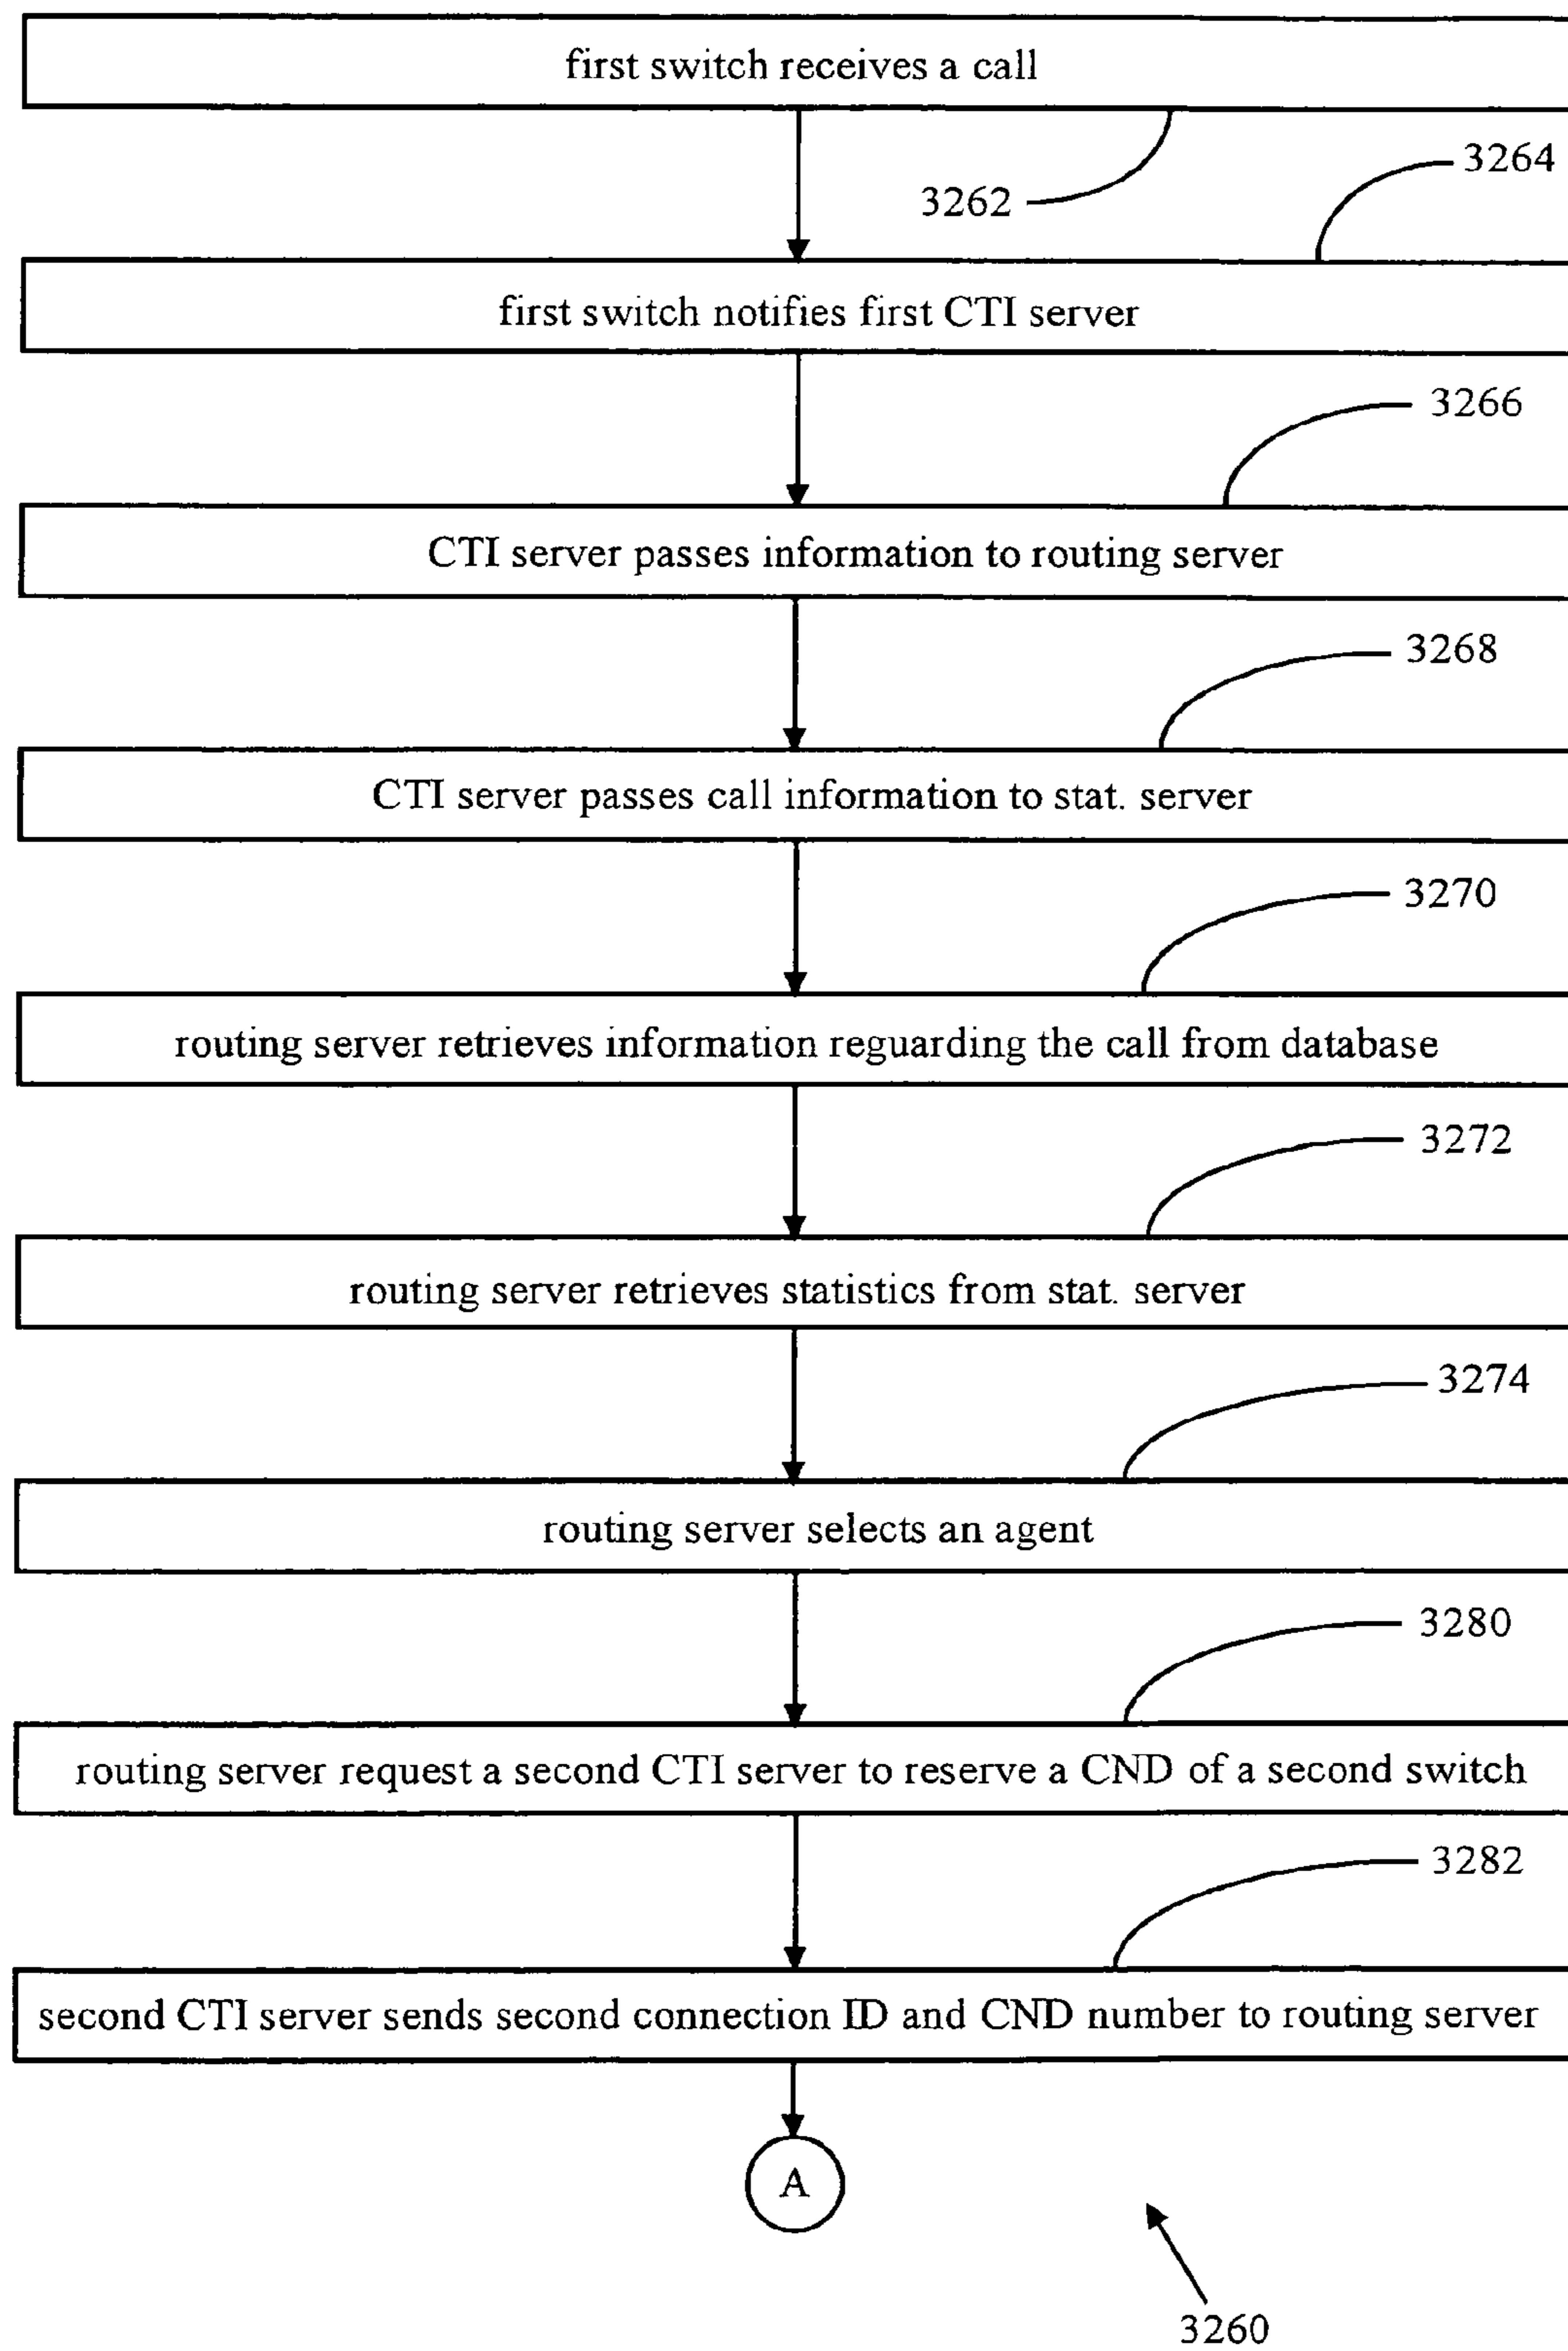 first switch receives a call
3262
3264
first switch notifies first CTI server
3266
CTI server passes information to routing server
3268
CTI server passes call information to stat. server
3270
routing server retrieves information reguarding the call from database
3272
routing server retrieves statistics from stat. server
3274
routing server selects an agent
3280
routing server request a second CTI server to reserve a CND of a second switch
3282
second CTI server sends second connection ID and CND number to routing server
A
3260